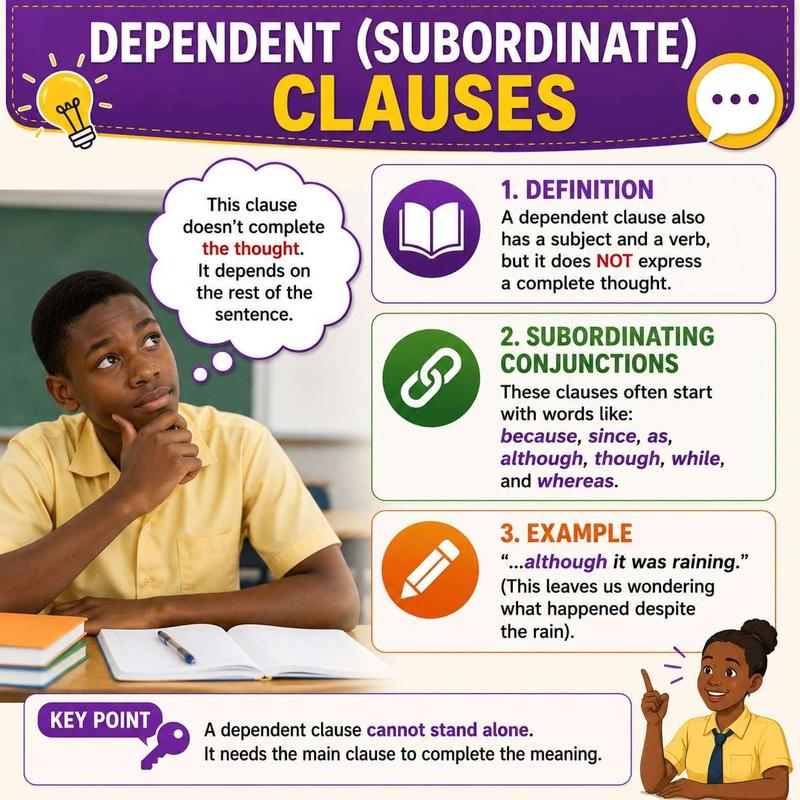 DEPENDENT (SUBORDINATE)
CLAUSES
This clause
doesn't complete
the thought.
It depends on
the rest of the
sentence.
1. DEFINITION
A dependent clause also
has a subject and a verb,
but it does NOT express
a complete thought.
2. SUBORDINATING
CONJUNCTIONS
These clauses often start
with words like:
because, since, as,
although, though, while,
and whereas.
3. EXAMPLE
“...although it was raining.”
(This leaves us wondering
what happened despite
the rain).
KEY POINT
A dependent clause cannot stand alone.
It needs the main clause to complete the meaning.